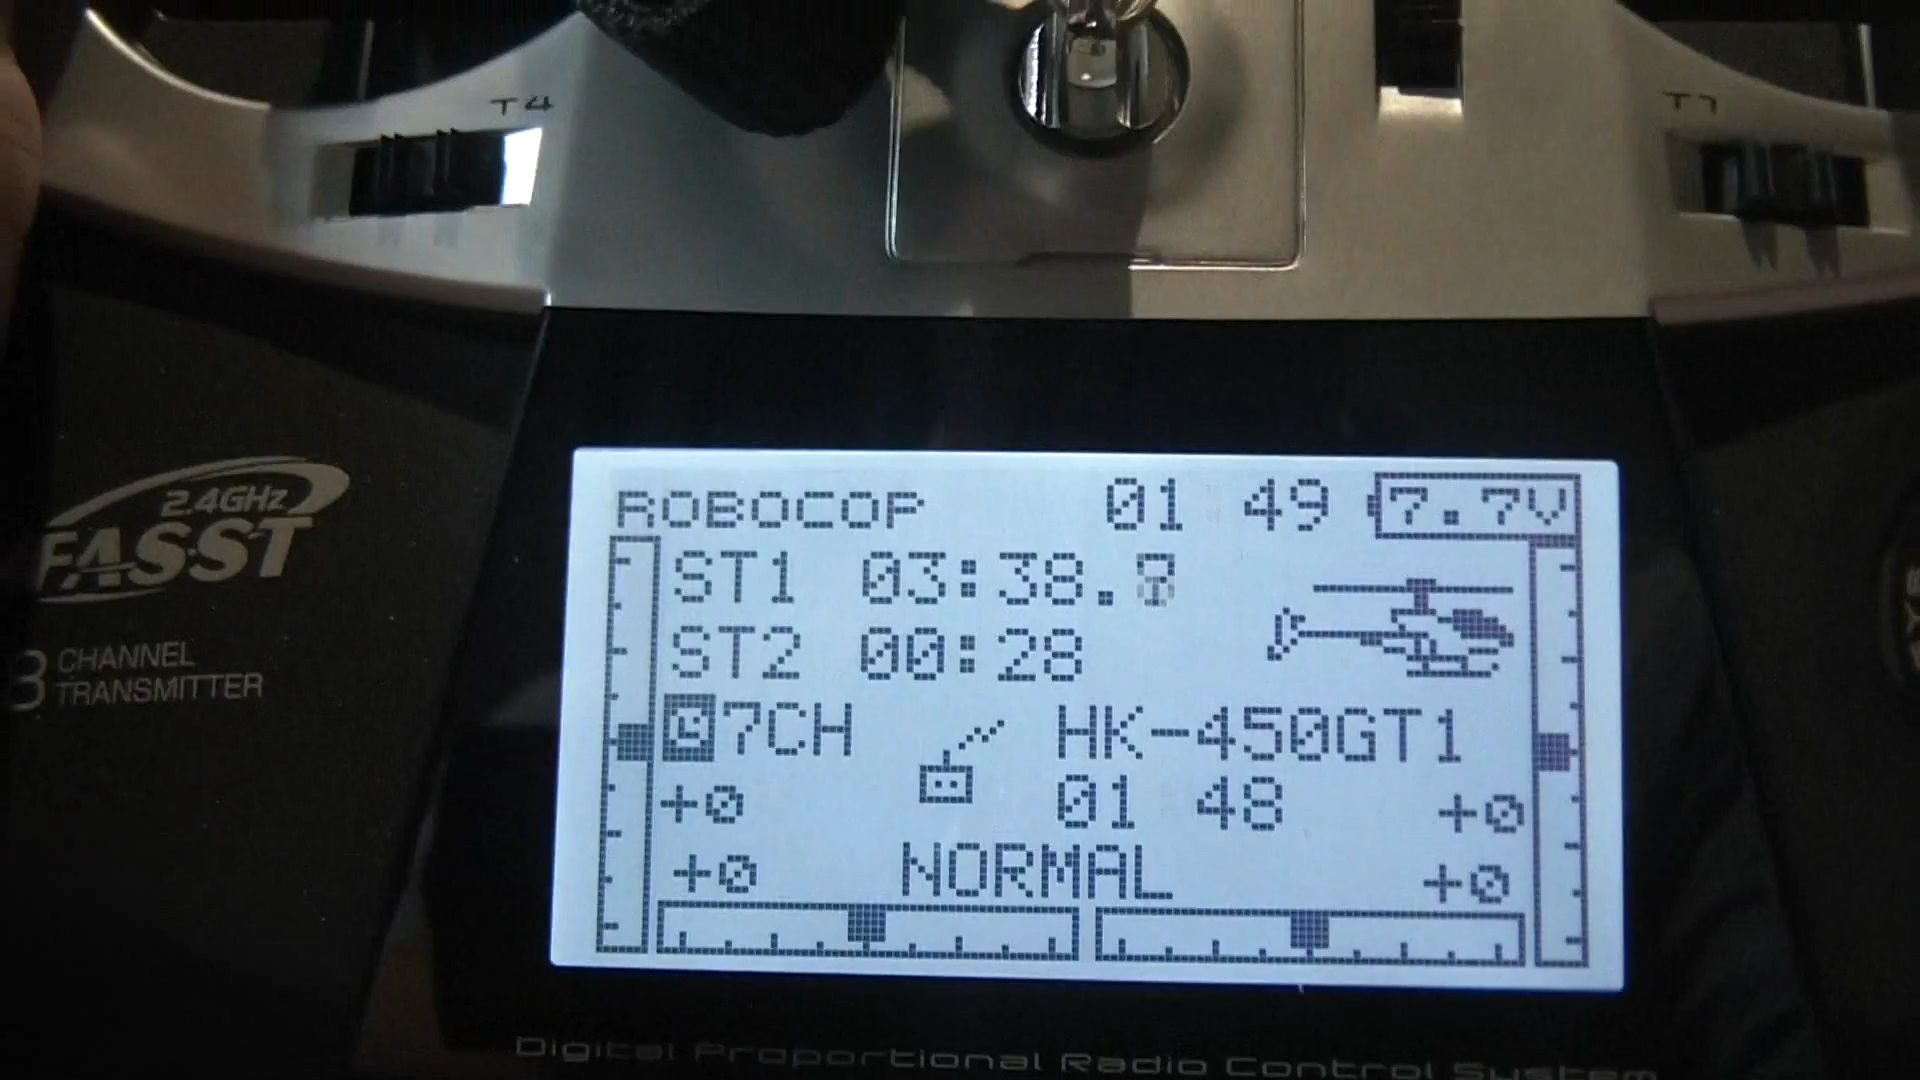 T4
T1
2.4GHz
FASST
CHANNEL
TRANSMITTER
ROBOCOP 01 49 7.7V
ST1 03:38.
ST2 00:28
7CH HK-450GT1
+0 01 48 +0
+0 NORMAL +0
Digital Proportional Radio Control System